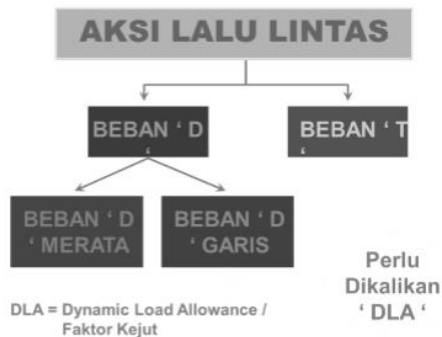 AKSI LALU LINTAS
BEBAN ‘ D
‘
BEBAN ‘ T
‘
BEBAN ‘ D
‘ MERATA
BEBAN ‘ D
‘ GARIS
Perlu
Dikalikan
‘ DLA ‘
DLA = Dynamic Load Allowance /
Faktor Kejut